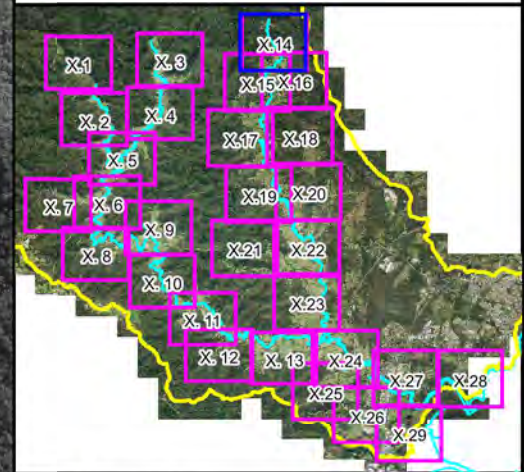 X.14
X.1
X. 3
X.15
X.16
X. 2
X. 4
X.17
X.18
X. 5
X. 7
X. 6
X.19
X.20
X. 9
X. 8
X.21
X.22
X. 10
X.23
X. 11
X. 12
X. 13
X.24
X.25
X.27
X.28
X.26
X.29